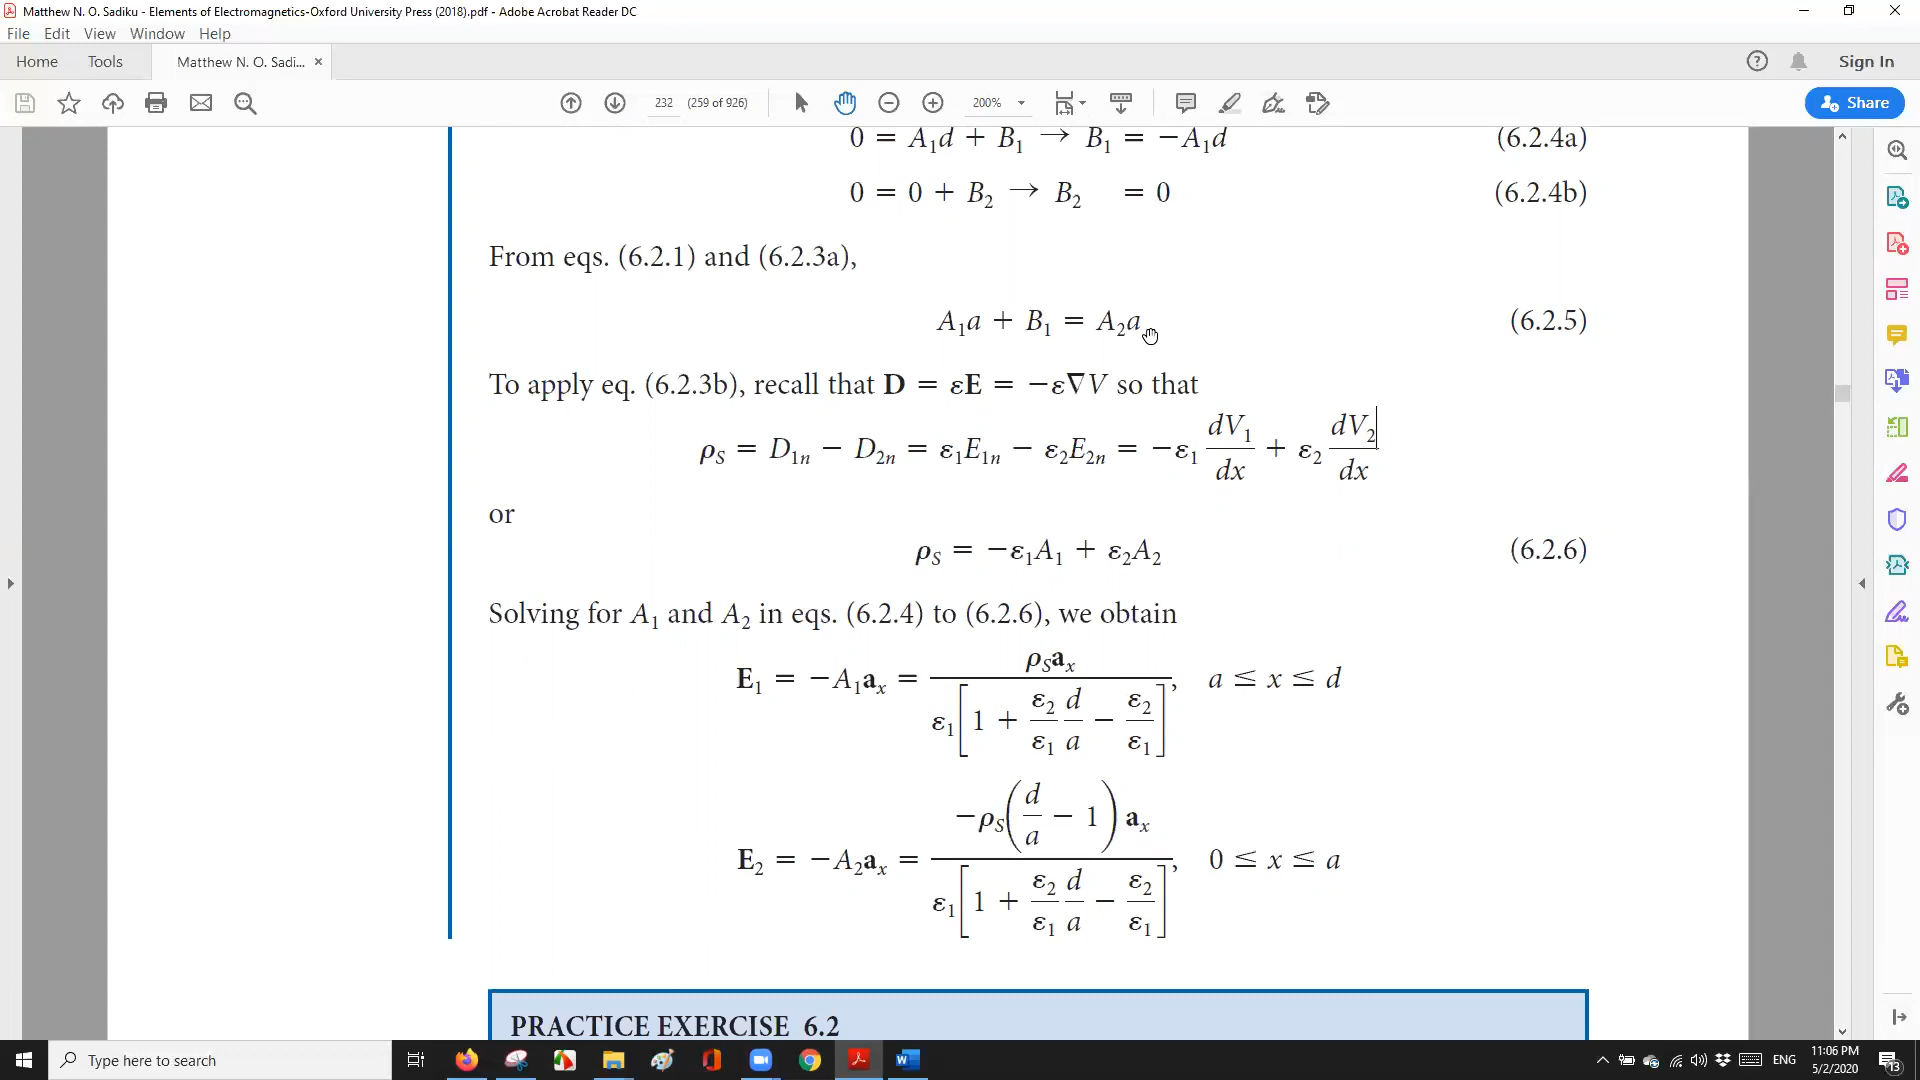 Matthew N. O. Sadiku - Elements of Electromagnetics-Oxford University Press (2018).pdf - Adobe Acrobat Reader DC
File Edit View Window Help
Home Tools Matthew N. O. Sadi... × Sign In
232 (259 of 926) 200% Share
0 = A₁d + B₁ → B₁ = −A₁d (6.2.4a)
0 = 0 + B₂ → B₂ = 0 (6.2.4b)
From eqs. (6.2.1) and (6.2.3a),
A₁a + B₁ = A₂a (6.2.5)
To apply eq. (6.2.3b), recall that D = εE = −ε∇V so that
ρS = D₁n − D₂n = ε₁E₁n − ε₂E₂n = −ε₁ dV₁/dx + ε₂ dV₂/dx
or
ρS = −ε₁A₁ + ε₂A₂ (6.2.6)
Solving for A₁ and A₂ in eqs. (6.2.4) to (6.2.6), we obtain
E₁ = −A₁aₓ = ρS aₓ / ε₁[1 + ε₂/ε₁ d/a − ε₂/ε₁], a ≤ x ≤ d
E₂ = −A₂aₓ = −ρS(d/a − 1) aₓ / ε₁[1 + ε₂/ε₁ d/a − ε₂/ε₁], 0 ≤ x ≤ a
PRACTICE EXERCISE 6.2
Type here to search ENG 11:06 PM
5/2/2020
13